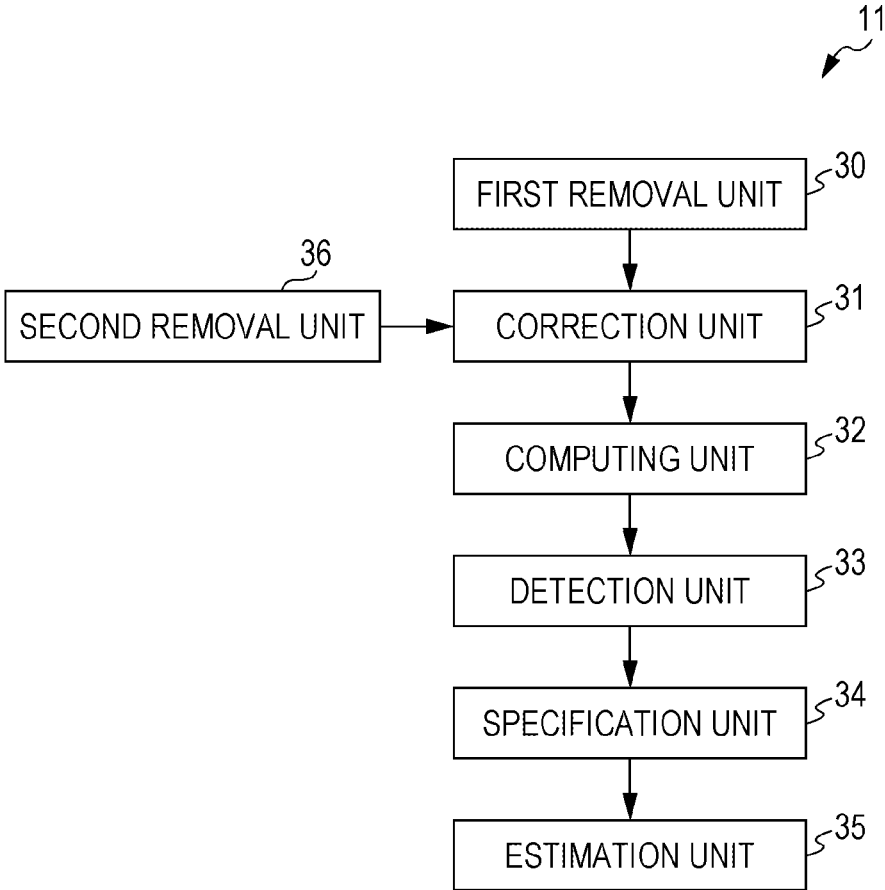 11
30
FIRST REMOVAL UNIT
36
31
SECOND REMOVAL UNIT
CORRECTION UNIT
32
COMPUTING UNIT
33
DETECTION UNIT
34
SPECIFICATION UNIT
35
ESTIMATION UNIT